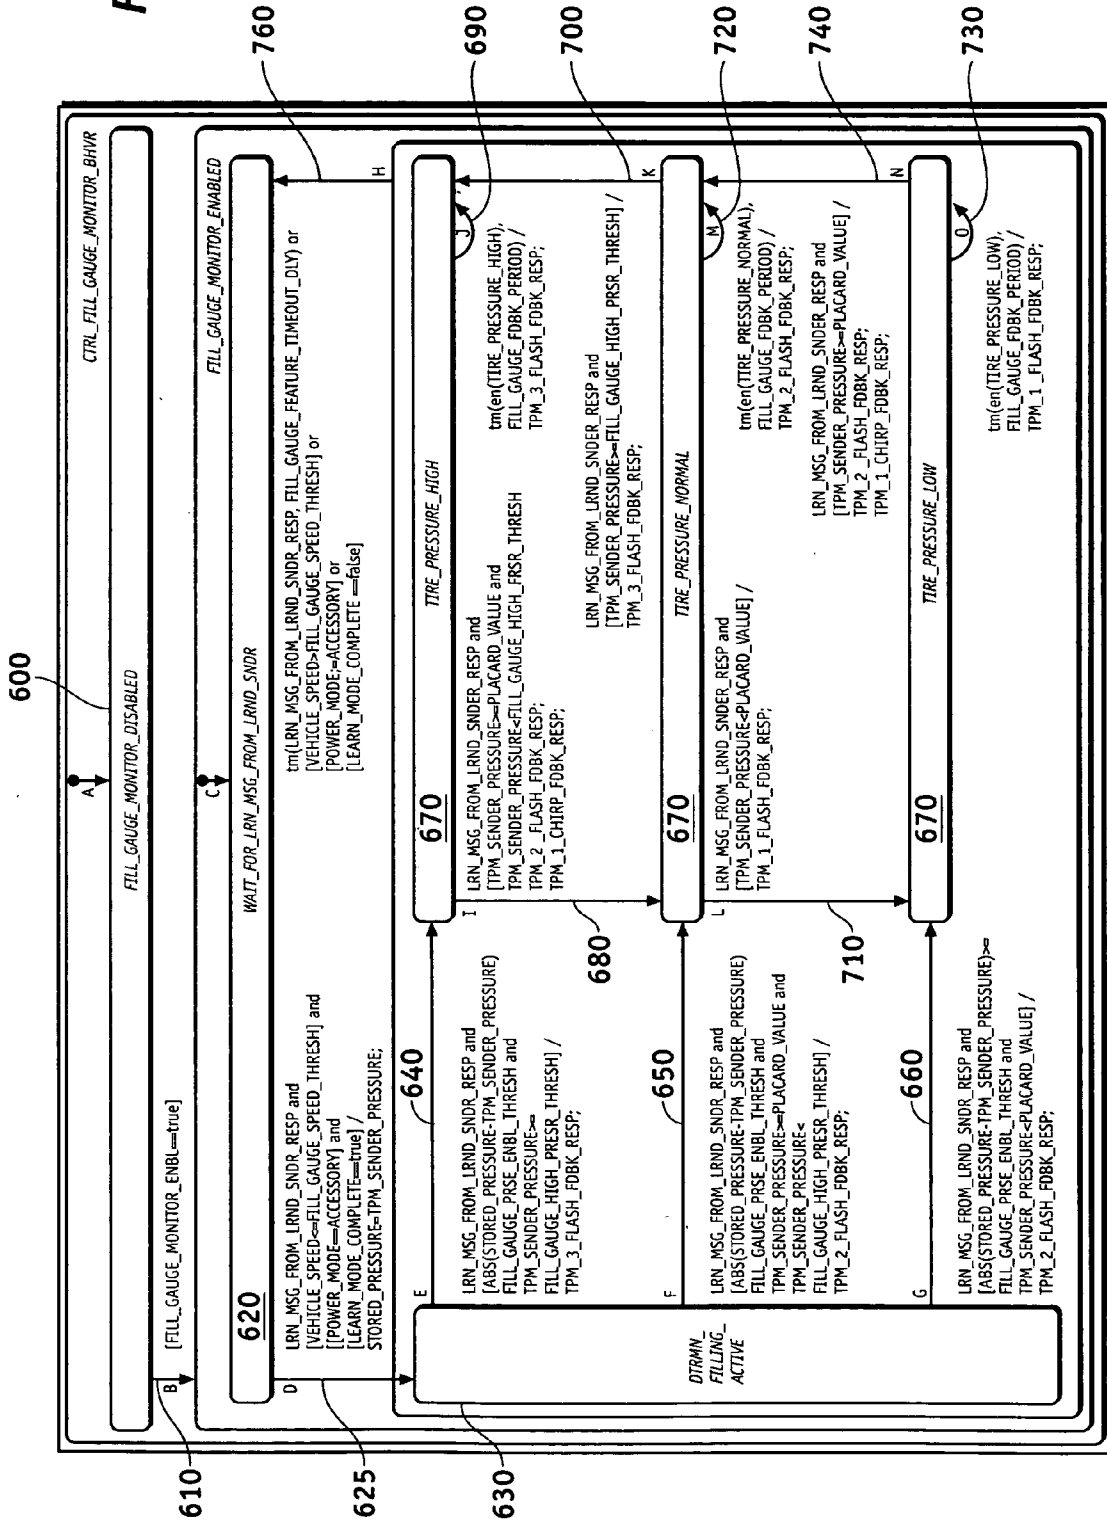 F
600
CTRL_FILL_GAUGE_MONITOR_BHVR
A
FILL_GAUGE_MONITOR_DISABLED
610
B
[FILL_GAUGE_MONITOR_ENBL==true]
FILL_GAUGE_MONITOR_ENABLED
C
620
WAIT_FOR_LRN_MSG_FROM_LRND_SNDR
760
625
D
LRN_MSG_FROM_LRND_SNDR_RESP and
[VEHICLE_SPEED<=FILL_GAUGE_SPEED_THRESH] and
[[POWER_MODE==ACCESSORY] and
[LEARN_MODE_COMPLETE==true] /
STORED_PRESSURE=TPM_SENDER_PRESSURE;
tm(LRN_MSG_FROM_LRND_SNDR_RESP, FILL_GAUGE_FEATURE_TIMEOUT_DLY) or
[VEHICLE_SPEED>FILL_GAUGE_SPEED_THRESH] or
[POWER_MODE;=ACCESSORY] or
[LEARN_MODE_COMPLETE ==false]
H
630
DTRMN_
FILLING_
ACTIVE
640
E
LRN_MSG_FROM_LRND_SNDR_RESP and
[ABS(STORED_PRESSURE-TPM_SENDER_PRESSURE)
FILL_GAUGE_PRSE_ENBL_THRESH and
TPM_SENDER_PRESSURE>=
FILL_GAUGE_HIGH_PRESR_THRESH] /
TPM_3_FLASH_FDBK_RESP;
670
TIRE_PRESSURE_HIGH
680
I
LRN_MSG_FROM_LRND_SNDER_RESP and
[TPM_SENDER_PRESSURE>=PLACARD_VALUE and
TPM_SENDER_PRESSURE<FILL_GAUGE_HIGH_FRSR_THRESH
TPM_2 _FLASH_FDBK_RESP;
TPM_1_CHIRP_FDBK_RESP;
J
690
tm(en(TIRE_PRESSURE_HIGH),
FILL_GAUGE_FDBK_PERIOD) /
TPM_3_FLASH_FDBK_RESP;
K
700
LRN_MSG_FROM_LRND_SNDER_RESP and
[TPM_SENDER_PRESSURE>=FILL_GAUGE_HIGH_PRSR_THRESH] /
TPM_3_FLASH_FDBK_RESP;
650
F
LRN_MSG_FROM_LRND_SNDR_RESP and
[ABS(STORED_PRESSURE-TPM_SENDER_PRESSURE)
FILL_GAUGE_PRSE_ENBL_THRESH and
TPM_SENDER_PRESSURE>=PLACARD_VALUE and
TPM_SENDER_PRESSURE<
FILL_GAUGE_HIGH_PRESR_THRESH] /
TPM_2_FLASH_FDBK_RESP;
670
TIRE_PRESSURE_NORMAL
710
L
LRN_MSG_FROM_LRND_SNDER_RESP and
[TPM_SENDER_PRESSURE<PLACARD_VALUE] /
TPM_1_FLASH_FDBK_RESP;
M
720
tm(en(TIRE_PRESSURE_NORMAL),
FILL_GAUGE_FDBK_PERIOD) /
TPM_2_FLASH_FDBK_RESP;
N
740
LRN_MSG_FROM_LRND_SNDER_RESP and
[TPM_SENDER_PRESSURE>=PLACARD_VALUE] /
TPM_2 _FLASH_FDBK_RESP;
TPM_1_CHIRP_FDBK_RESP;
660
G
LRN_MSG_FROM_LRND_SNDR_RESP and
[ABS(STORED_PRESSURE-TPM_SENDER_PRESSURE)>=
FILL_GAUGE_PRSE_ENBL_THRESH and
TPM_SENDER_PRESSURE<PLACARD_VALUE] /
TPM_2_FLASH_FDBK_RESP;
670
TIRE_PRESSURE_LOW
O
730
tm(en(TIRE_PRESSURE_LOW),
FILL_GAUGE_FDBK_PERIOD) /
TPM_1 _FLASH_FDBK_RESP;